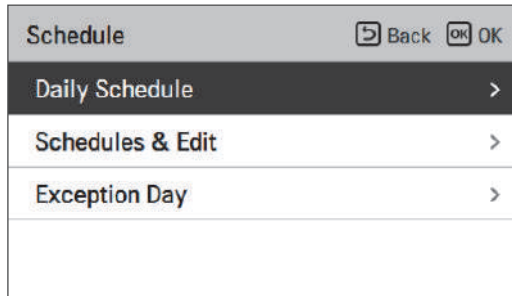 Schedule Back OK OK
Daily Schedule >
Schedules & Edit >
Exception Day >